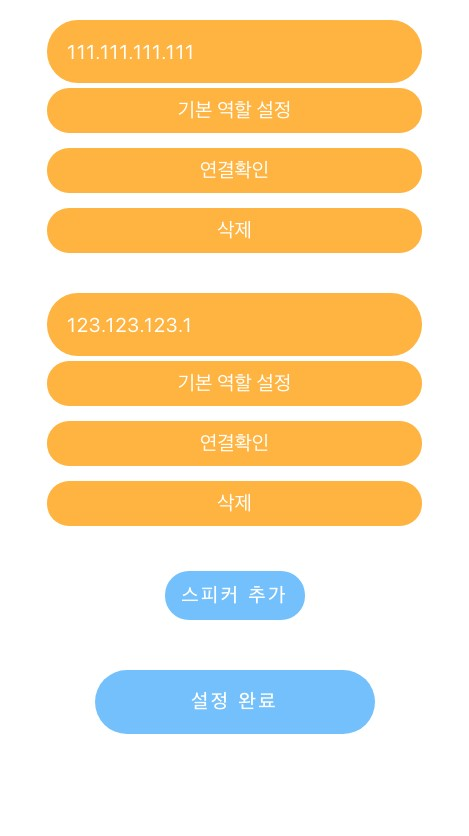 111.111.111.111
기본 역할 설정
연결확인
삭제
123.123.123.1
기본 역할 설정
연결확인
삭제
스피커 추가
설정 완료